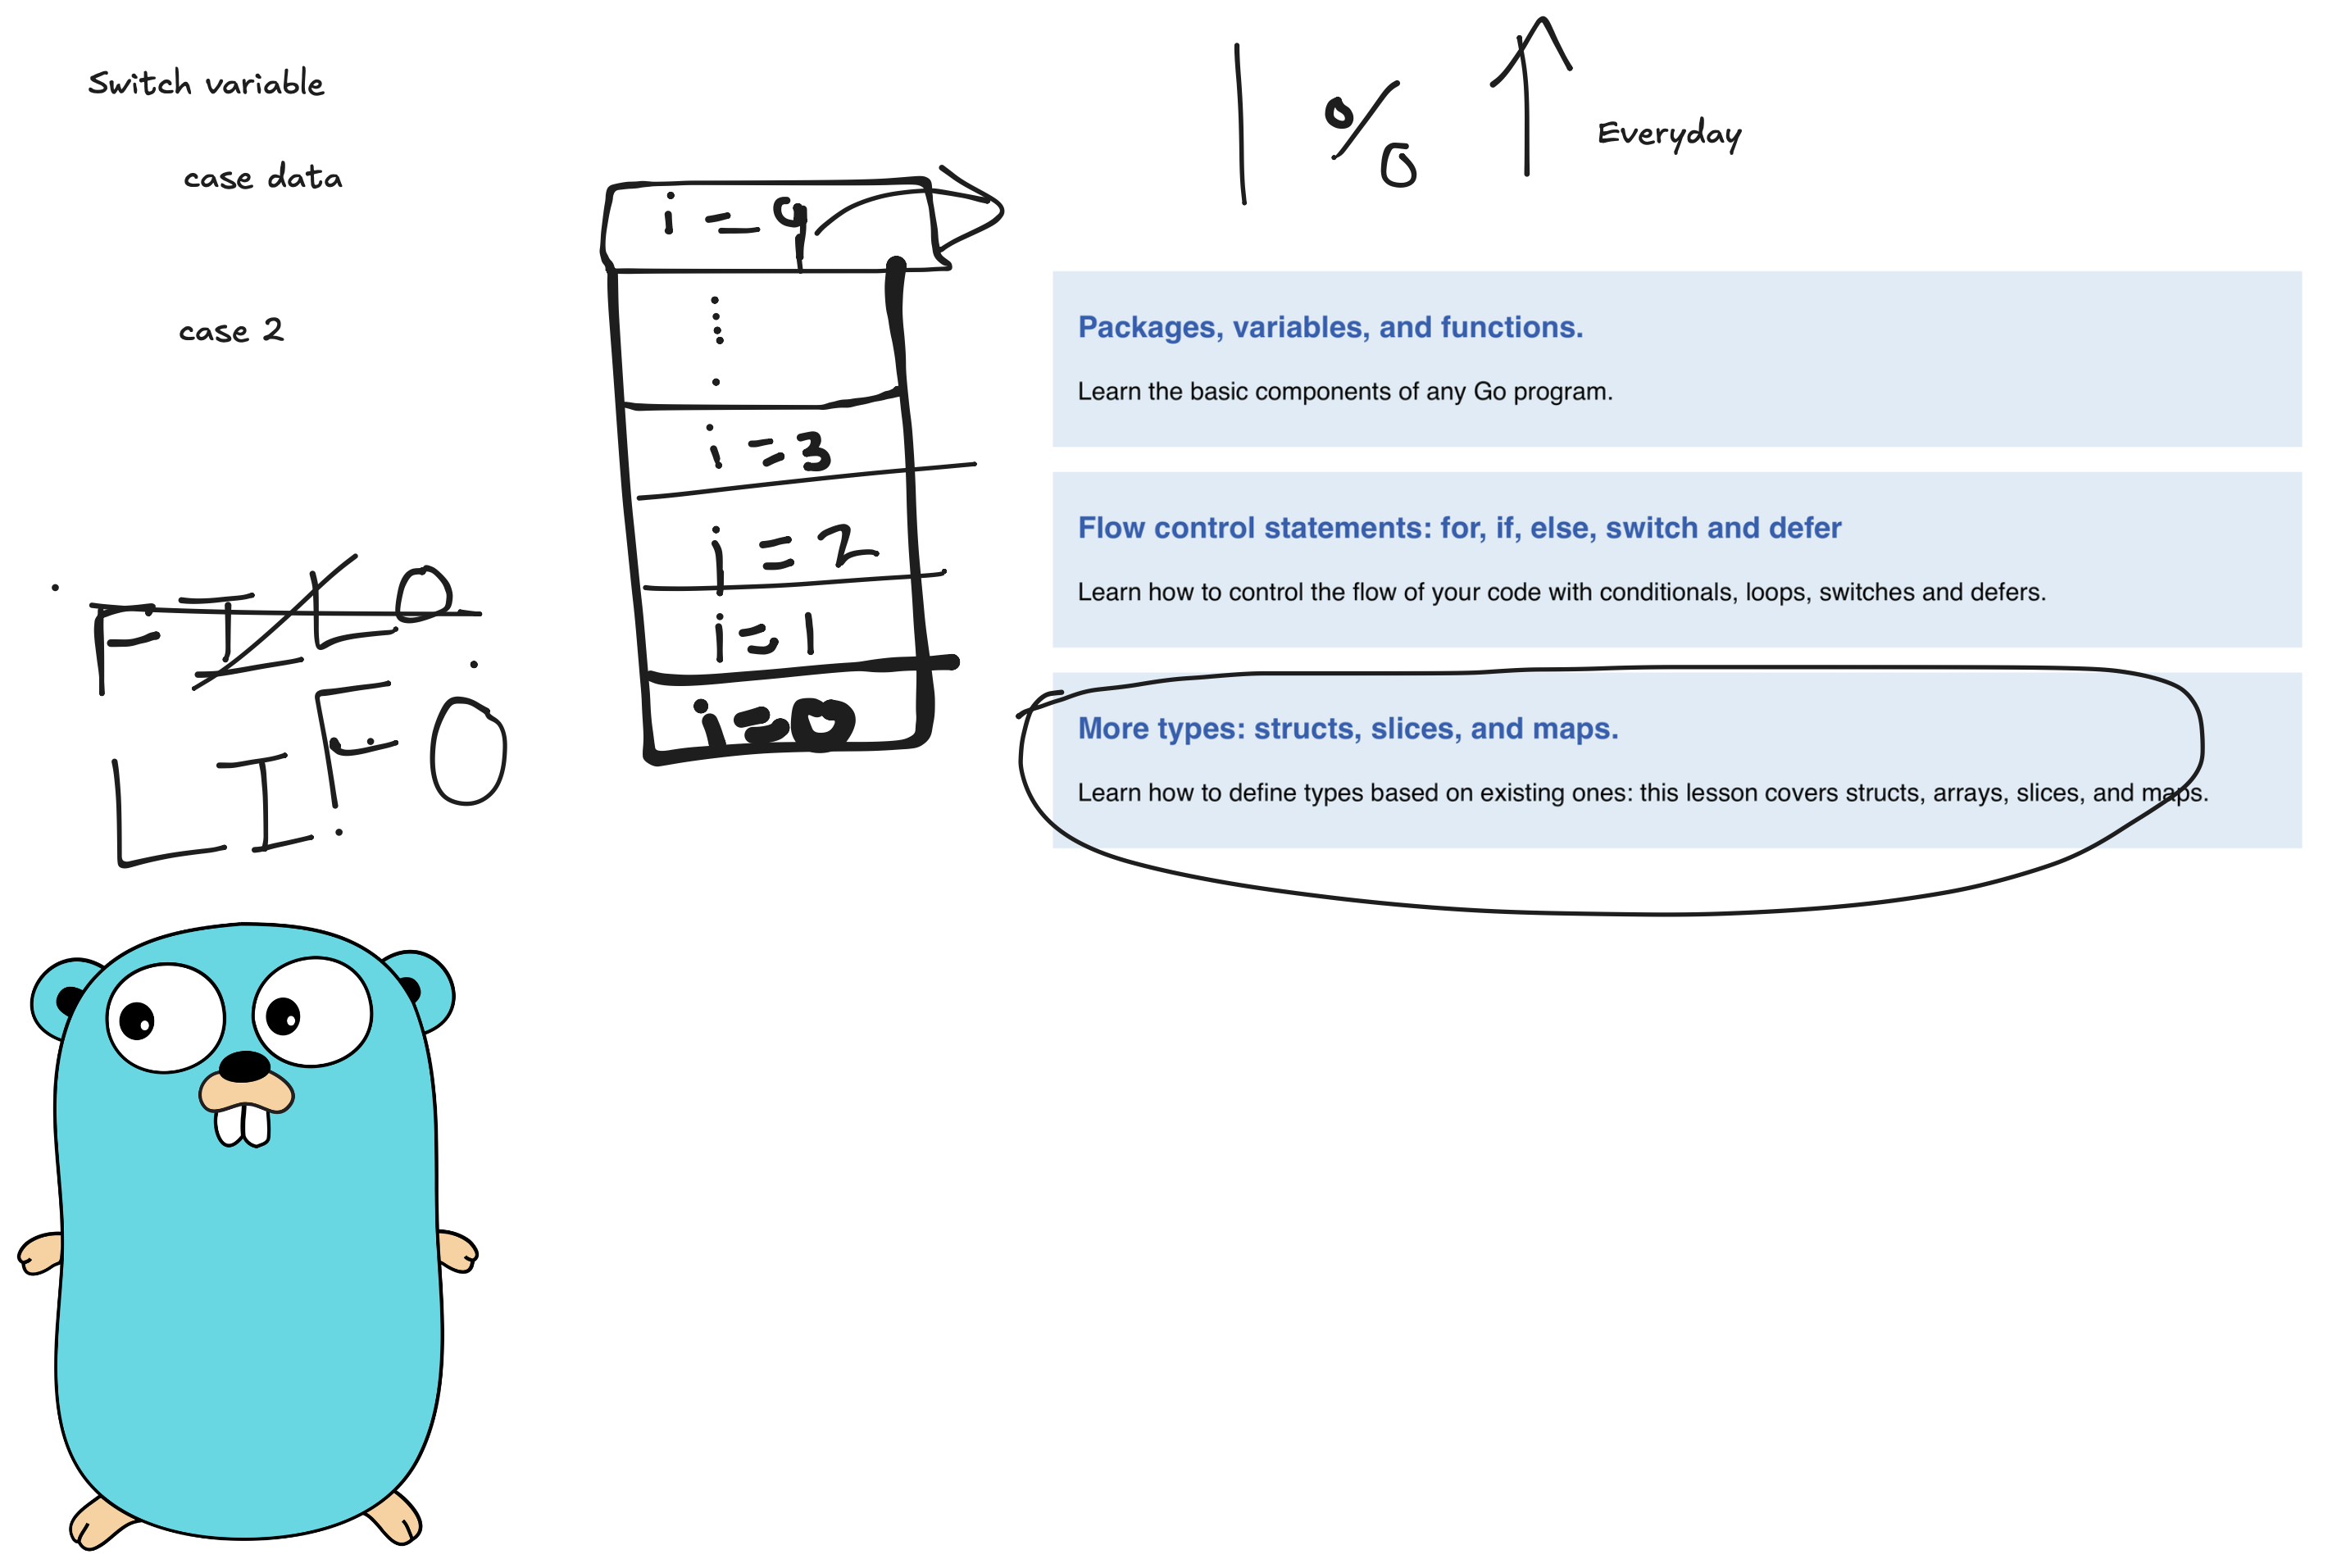 Switch variable
case data
case 2
FILO
LIFO
i = 9
i = 3
i = 2
i = 1
i = 0
1 % ↑ Everyday
Packages, variables, and functions.
Learn the basic components of any Go program.
Flow control statements: for, if, else, switch and defer
Learn how to control the flow of your code with conditionals, loops, switches and defers.
More types: structs, slices, and maps.
Learn how to define types based on existing ones: this lesson covers structs, arrays, slices, and maps.